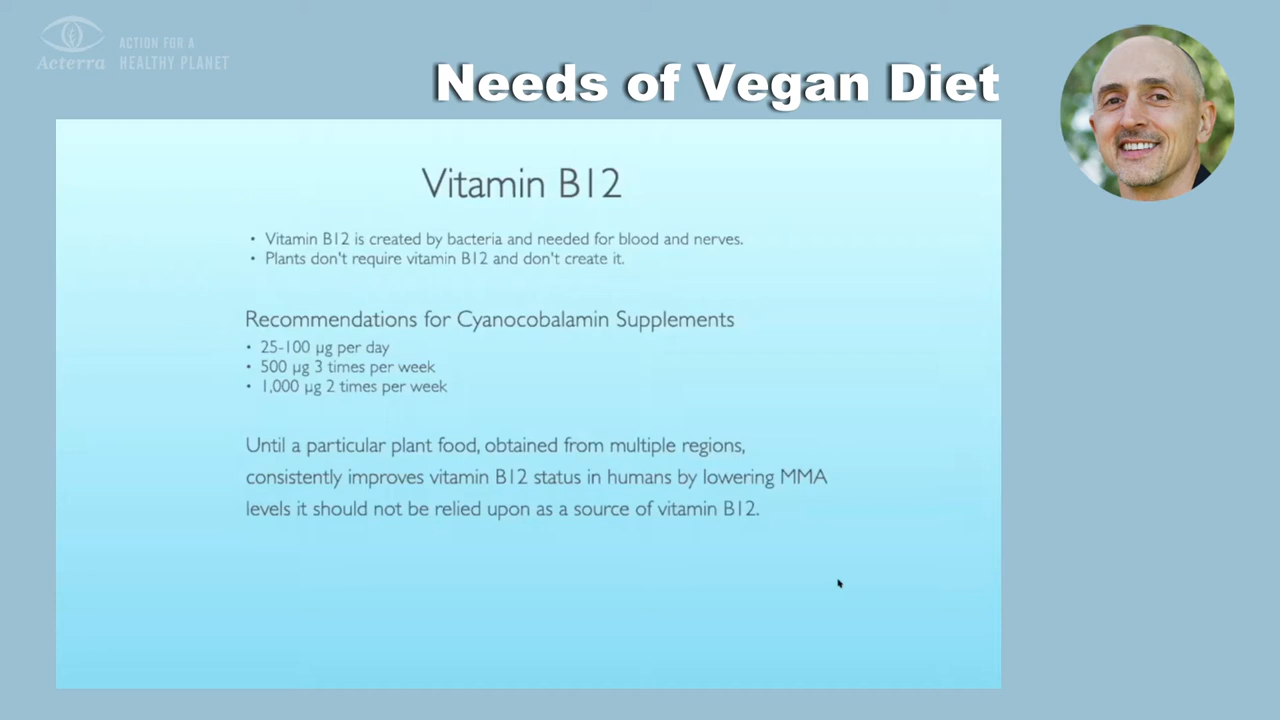 Acterra
ACTION FOR A
HEALTHY PLANET
Needs of Vegan Diet
Vitamin B12
• Vitamin B12 is created by bacteria and needed for blood and nerves.
• Plants don't require vitamin B12 and don't create it.
Recommendations for Cyanocobalamin Supplements
• 25-100 µg per day
• 500 µg 3 times per week
• 1,000 µg 2 times per week
Until a particular plant food, obtained from multiple regions,
consistently improves vitamin B12 status in humans by lowering MMA
levels it should not be relied upon as a source of vitamin B12.